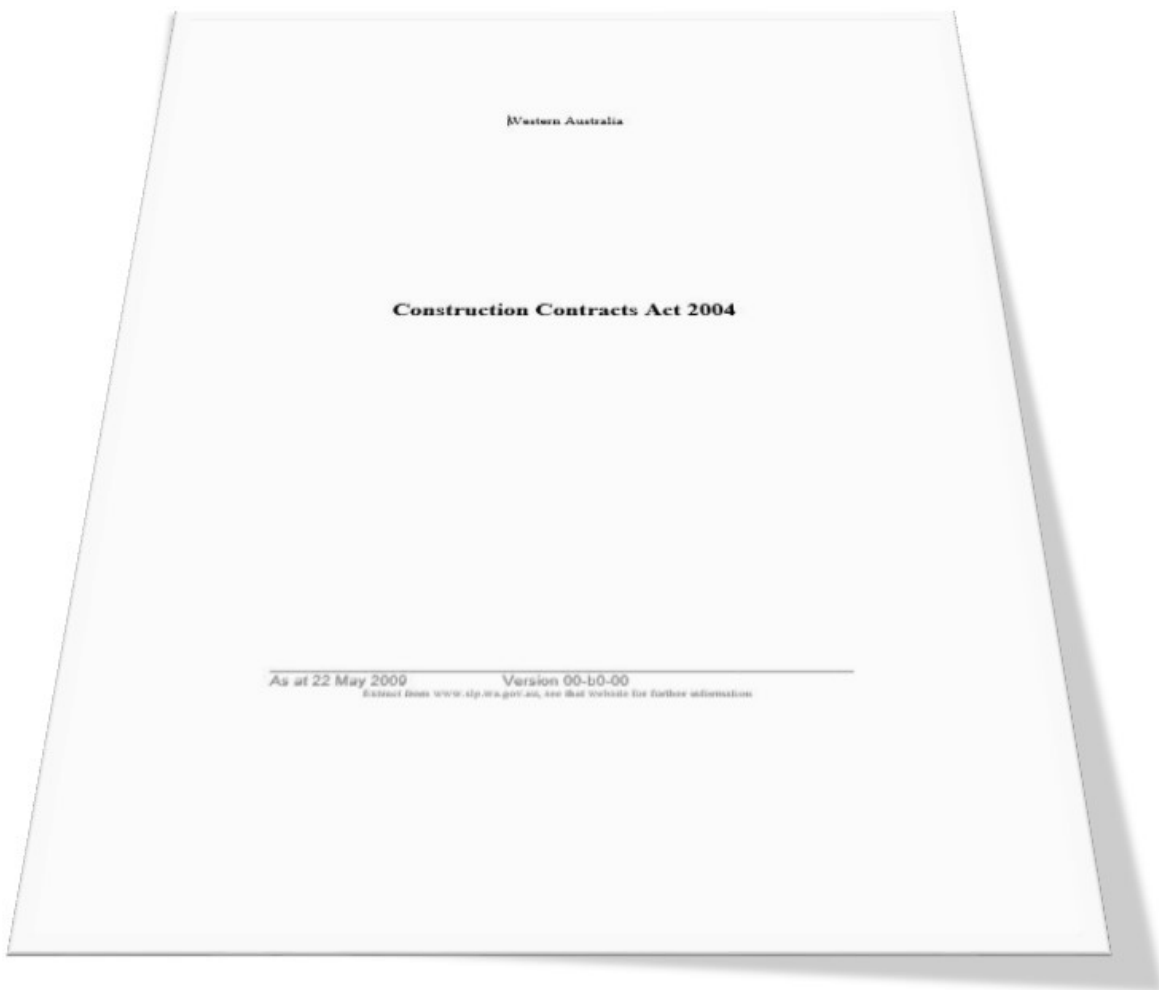 Western Australia
Construction Contracts Act 2004
As at 22 May 2009 Version 00-b0-00
Extract from www.slp.wa.gov.au, see that website for further information